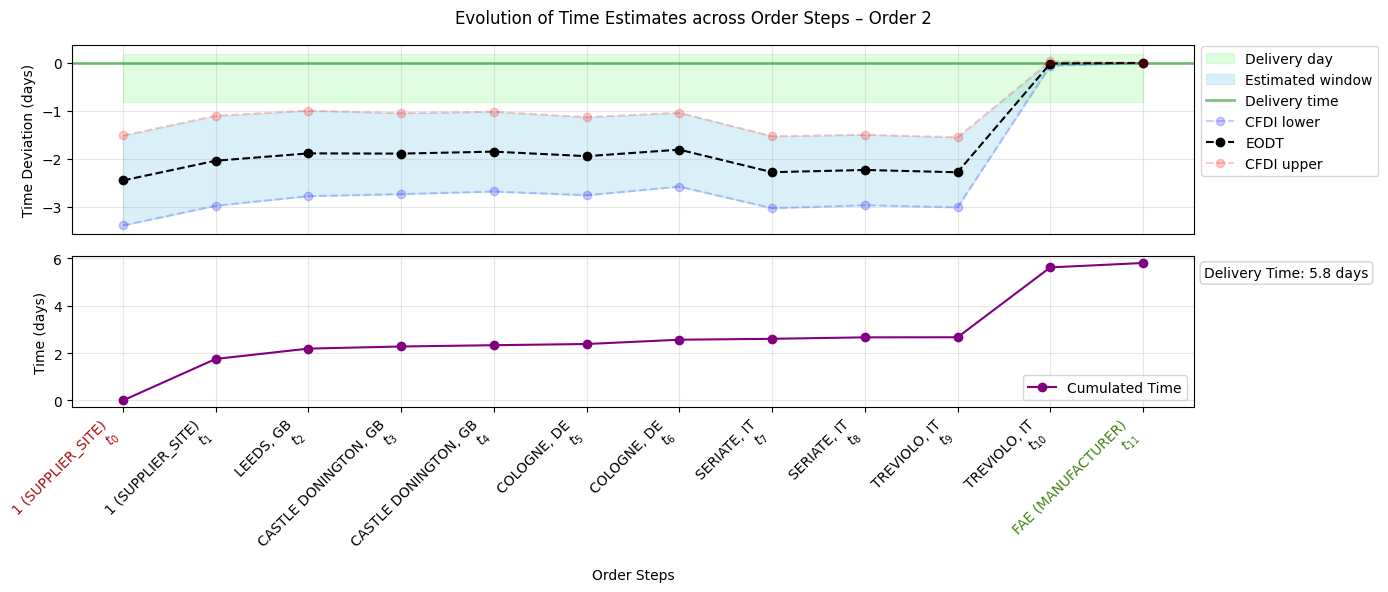 Evolution of Time Estimates across Order Steps – Order 2
Time Deviation (days)
0
−1
−2
−3
Delivery day
Estimated window
Delivery time
CFDI lower
EODT
CFDI upper
Time (days)
6
4
2
0
Delivery Time: 5.8 days
Cumulated Time
1 (SUPPLIER_SITE)
t0
1 (SUPPLIER_SITE)
t1
LEEDS, GB
t2
CASTLE DONINGTON, GB
t3
CASTLE DONINGTON, GB
t4
COLOGNE, DE
t5
COLOGNE, DE
t6
SERIATE, IT
t7
SERIATE, IT
t8
TREVIOLO, IT
t9
TREVIOLO, IT
t10
FAE (MANUFACTURER)
t11
Order Steps